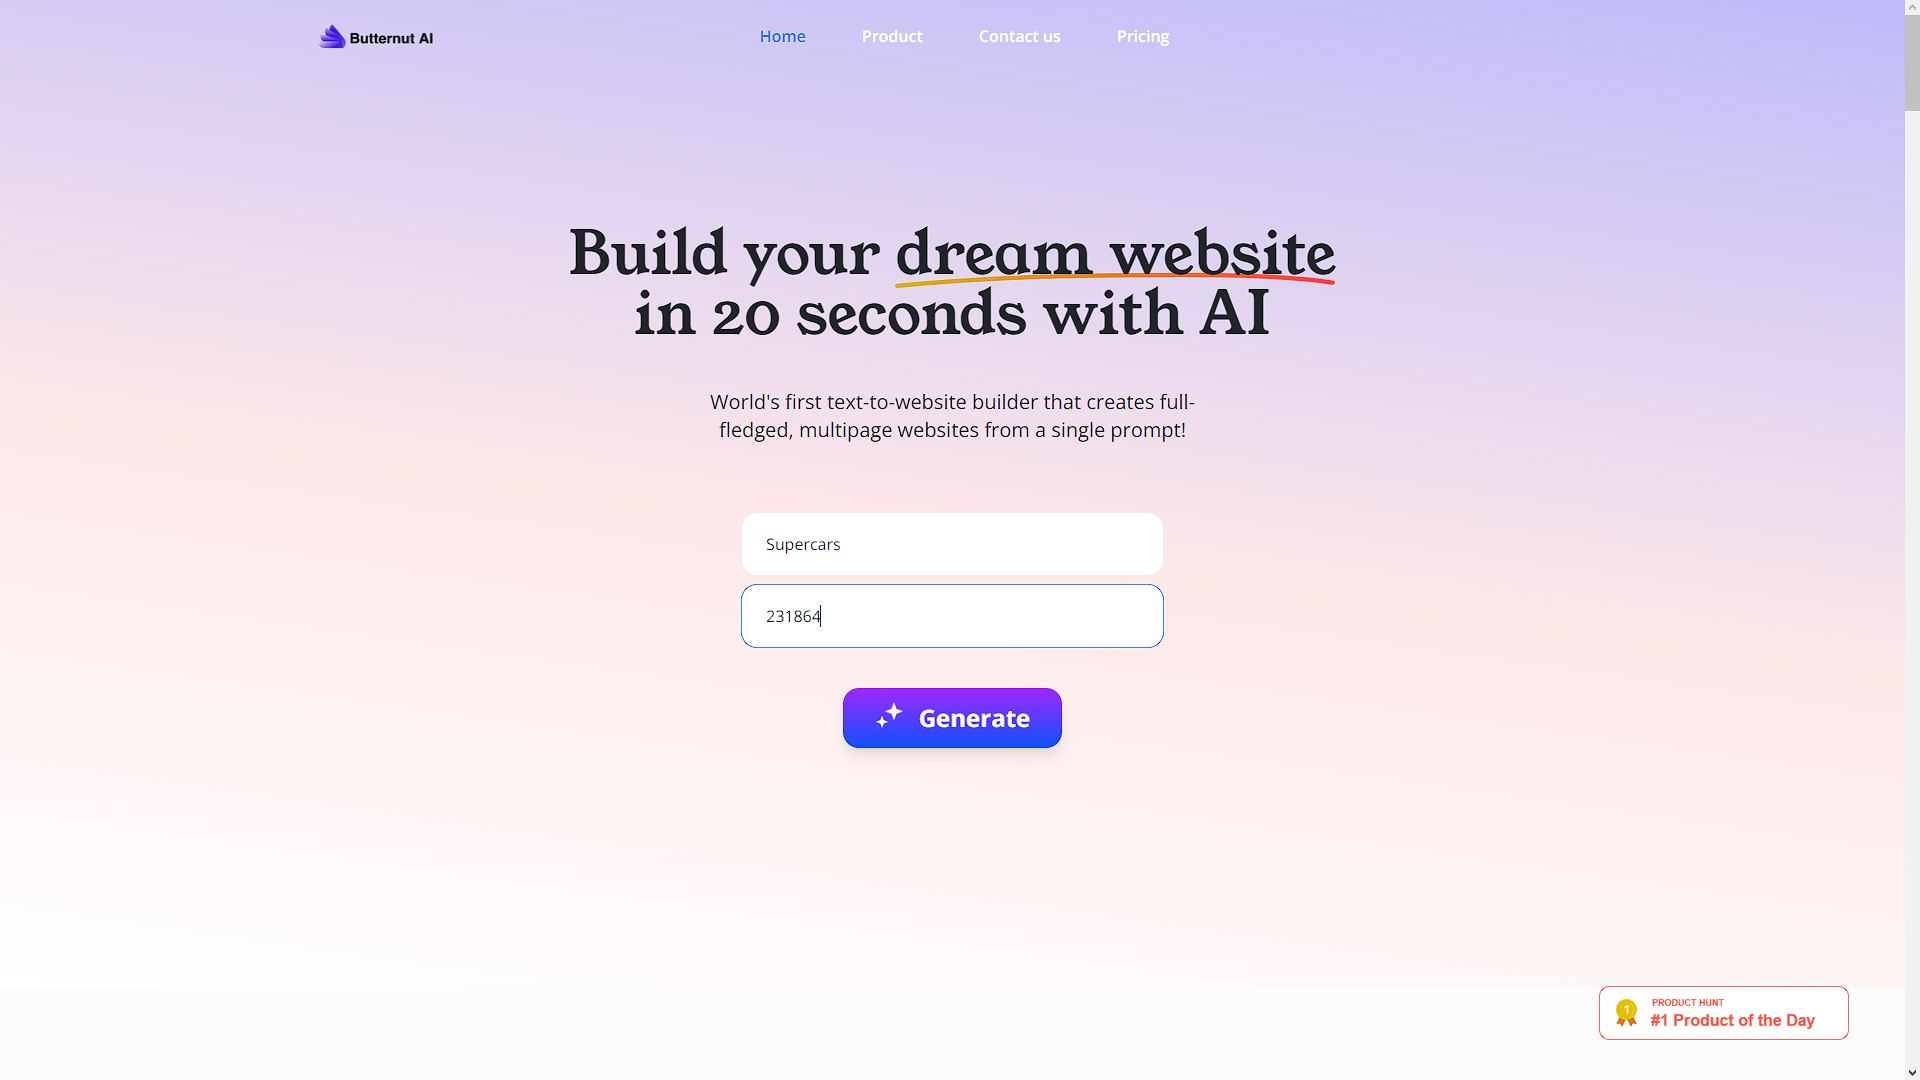 Butternut AI
Home
Product
Contact us
Pricing
Build your dream website
in 20 seconds with AI
World's first text-to-website builder that creates full-
fledged, multipage websites from a single prompt!
Supercars
231864
Generate
1
PRODUCT HUNT
#1 Product of the Day